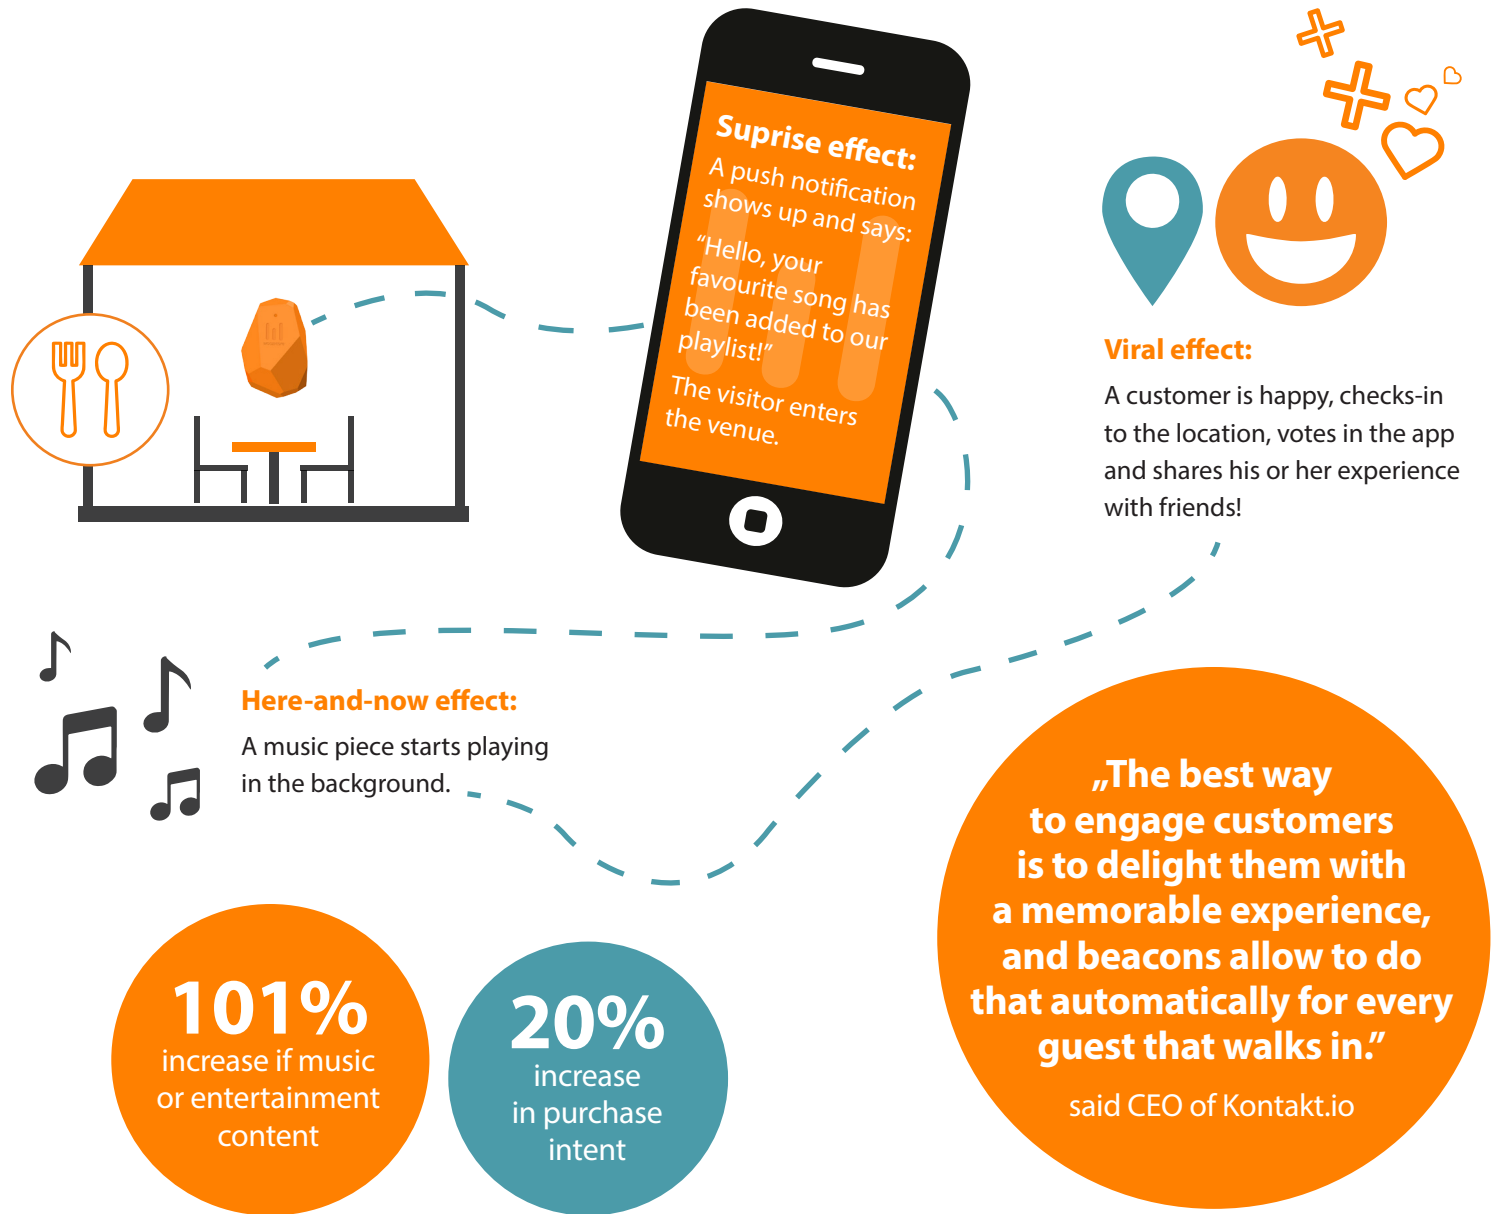 Suprise effect:
A push notification
shows up and says:
“Hello, your
favourite song has
been added to our
playlist!”
The visitor enters
the venue.
Viral effect:
A customer is happy, checks-in
to the location, votes in the app
and shares his or her experience
with friends!
Here-and-now effect:
A music piece starts playing
in the background.
„The best way
to engage customers
is to delight them with
a memorable experience,
and beacons allow to do
that automatically for every
guest that walks in.”
said CEO of Kontakt.io
101%
increase if music
or entertainment
content
20%
increase
in purchase
intent